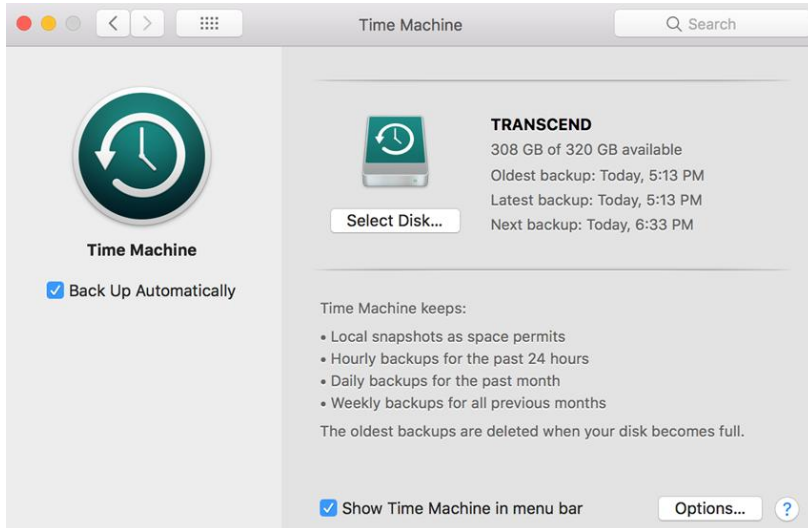 Time Machine
Search
TRANSCEND
308 GB of 320 GB available
Oldest backup: Today, 5:13 PM
Latest backup: Today, 5:13 PM
Next backup: Today, 6:33 PM
Select Disk...
Time Machine
Back Up Automatically
Time Machine keeps:
• Local snapshots as space permits
• Hourly backups for the past 24 hours
• Daily backups for the past month
• Weekly backups for all previous months
The oldest backups are deleted when your disk becomes full.
Show Time Machine in menu bar
Options...
?